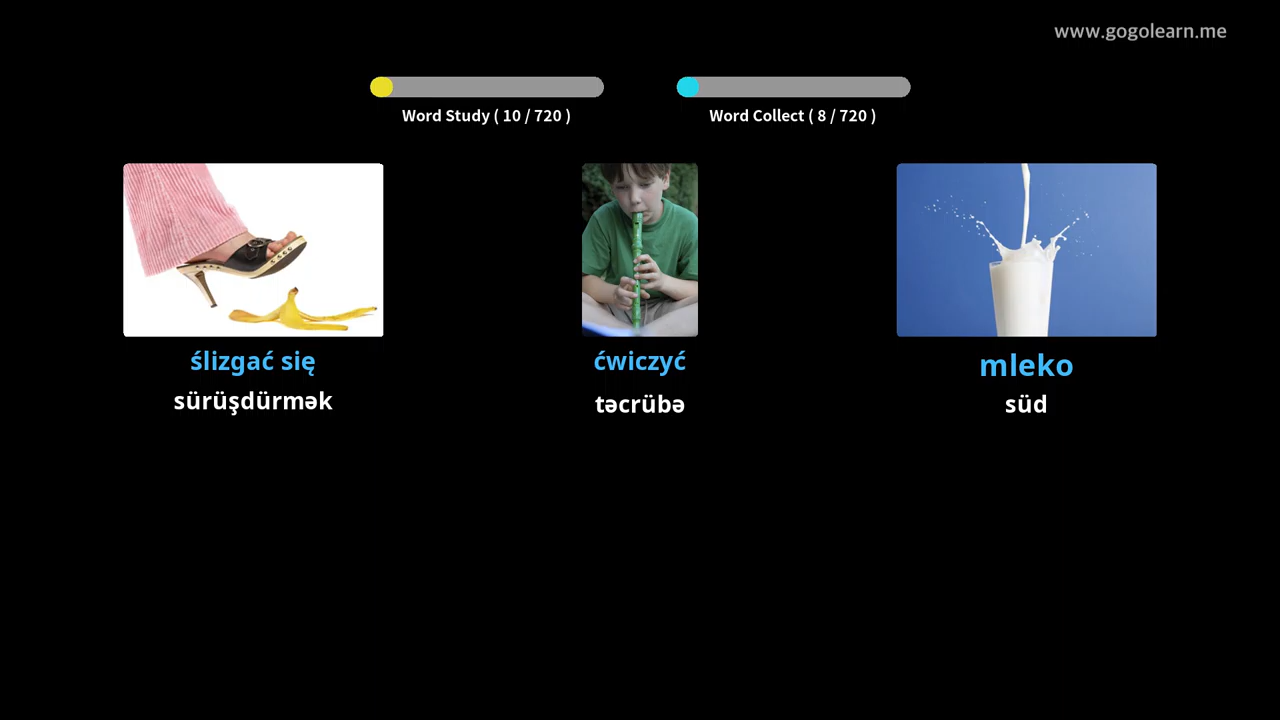 www.gogolearn.me
Word Study ( 10 / 720 )
Word Collect ( 8 / 720 )
ślizgać się
sürüşdürmək
ćwiczyć
təcrübə
mleko
süd